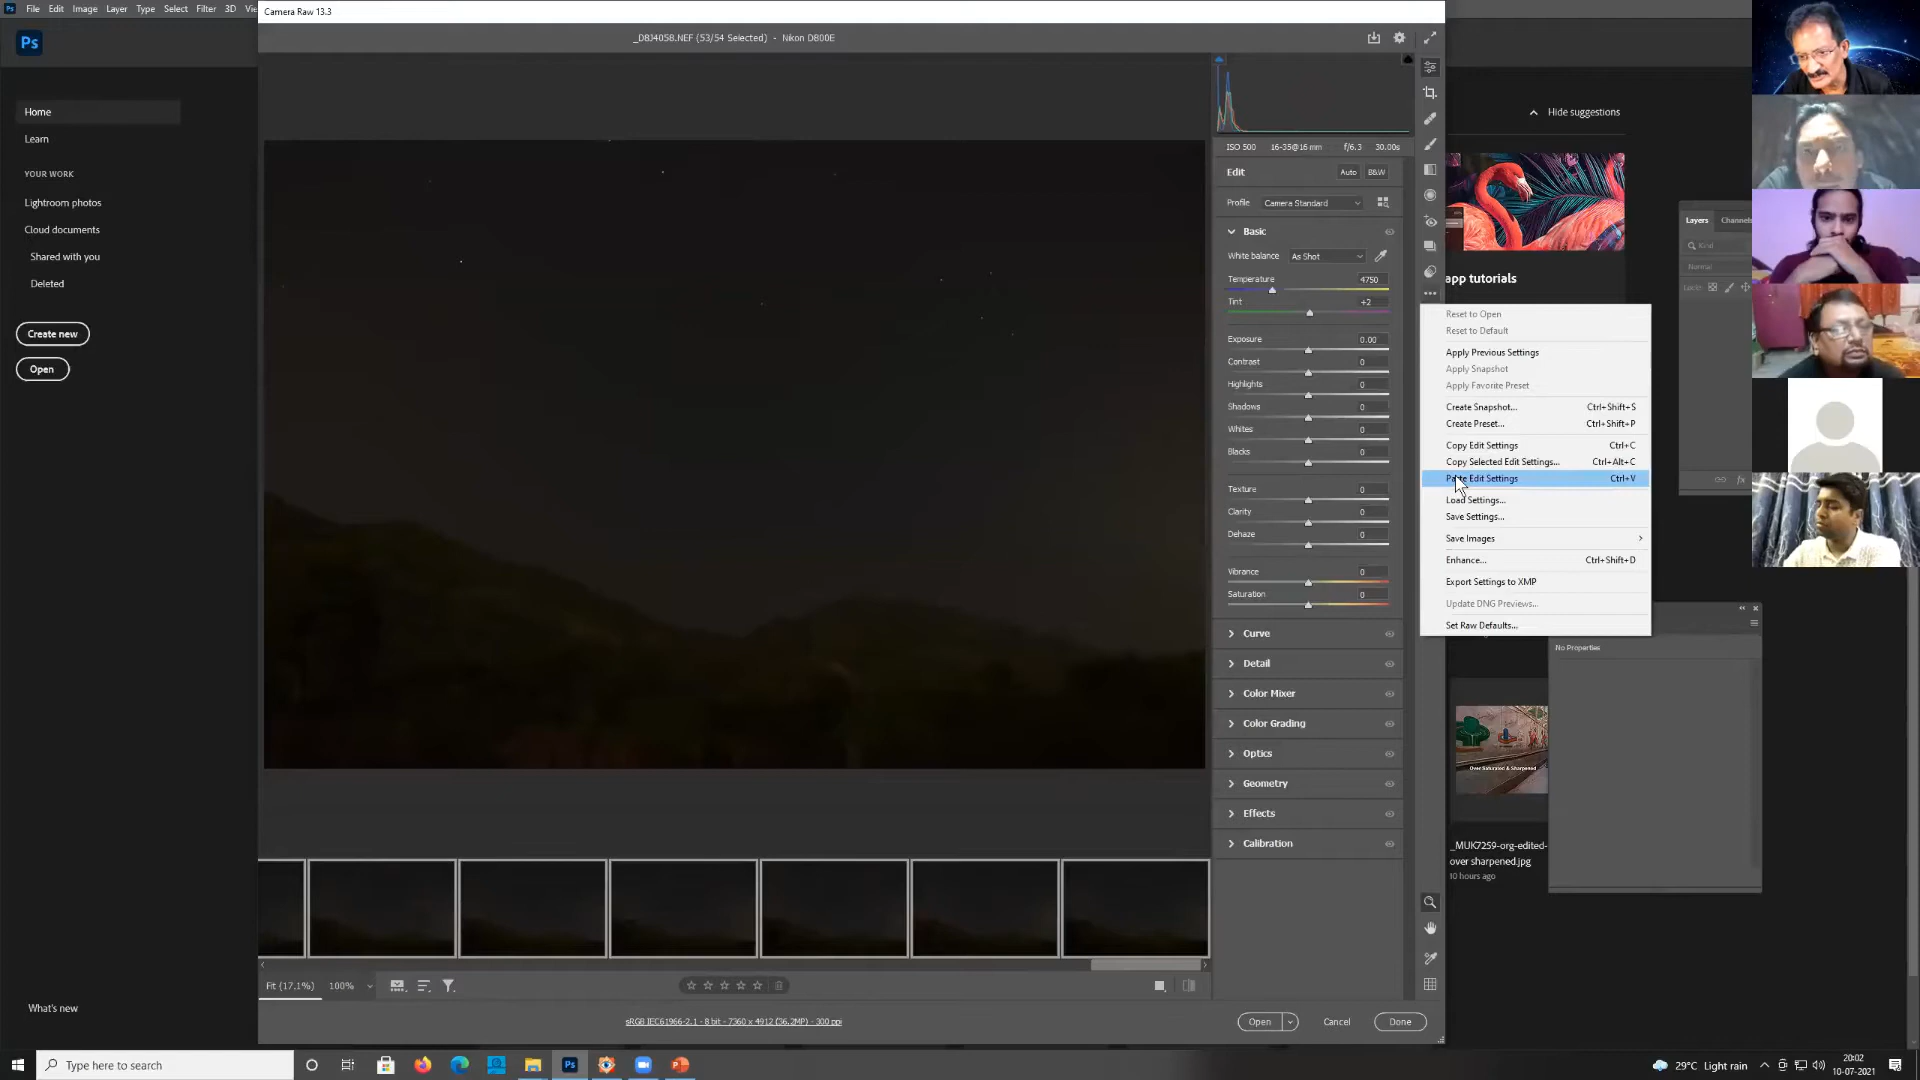 Ps File Edit Image Layer Type Select Filter 3D
Camera Raw 13.3
_D8J4058.NEF (53/54 Selected) - Nikon D800E
Ps
Home
Learn
YOUR WORK
Lightroom photos
Cloud documents
Shared with you
Deleted
Create new
Open
What's new
ISO 500 16-35@16 mm f/6.3 30.00s
Edit Auto B&W
Profile Camera Standard
Basic
White balance As Shot
Temperature 4750
Tint +2
Exposure 0.00
Contrast 0
Highlights 0
Shadows 0
Whites 0
Blacks 0
Texture 0
Clarity 0
Dehaze 0
Vibrance 0
Saturation 0
Curve
Detail
Color Mixer
Color Grading
Optics
Geometry
Effects
Calibration
Hide suggestions
app tutorials
Layers Channels
Kind
Normal
Reset to Open
Reset to Default
Apply Previous Settings
Apply Snapshot
Apply Favorite Preset
Create Snapshot... Ctrl+Shift+S
Create Preset... Ctrl+Shift+P
Copy Edit Settings Ctrl+C
Copy Selected Edit Settings... Ctrl+Alt+C
Paste Edit Settings Ctrl+V
Load Settings...
Save Settings...
Save Images
Enhance... Ctrl+Shift+D
Export Settings to XMP
Update DNG Previews...
Set Raw Defaults...
fx
No Properties
Over Saturated & Sharpened
_MUK7259-org-edited-
over sharpened.jpg
Fit (17.1%) 100%
sRGB IEC61966-2.1 - 8 bit - 7360 x 4912 (36.2MP) - 300 ppi
Open Cancel Done
Type here to search
29°C Light rain
20:02
10-07-2021